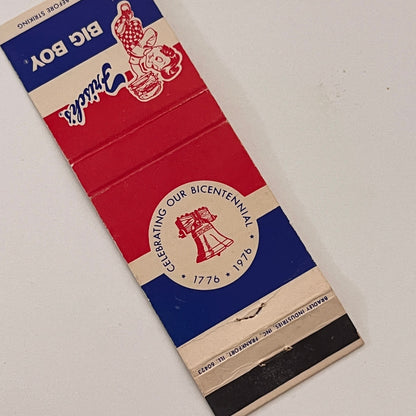 BEFORE STRIKING
BIG BOY
Frisch's
CELEBRATING OUR BICENTENNIAL
* 1776 * 1976 *
BRADLEY INDUSTRIES, INC. FRANKFORT, ILL. 60423